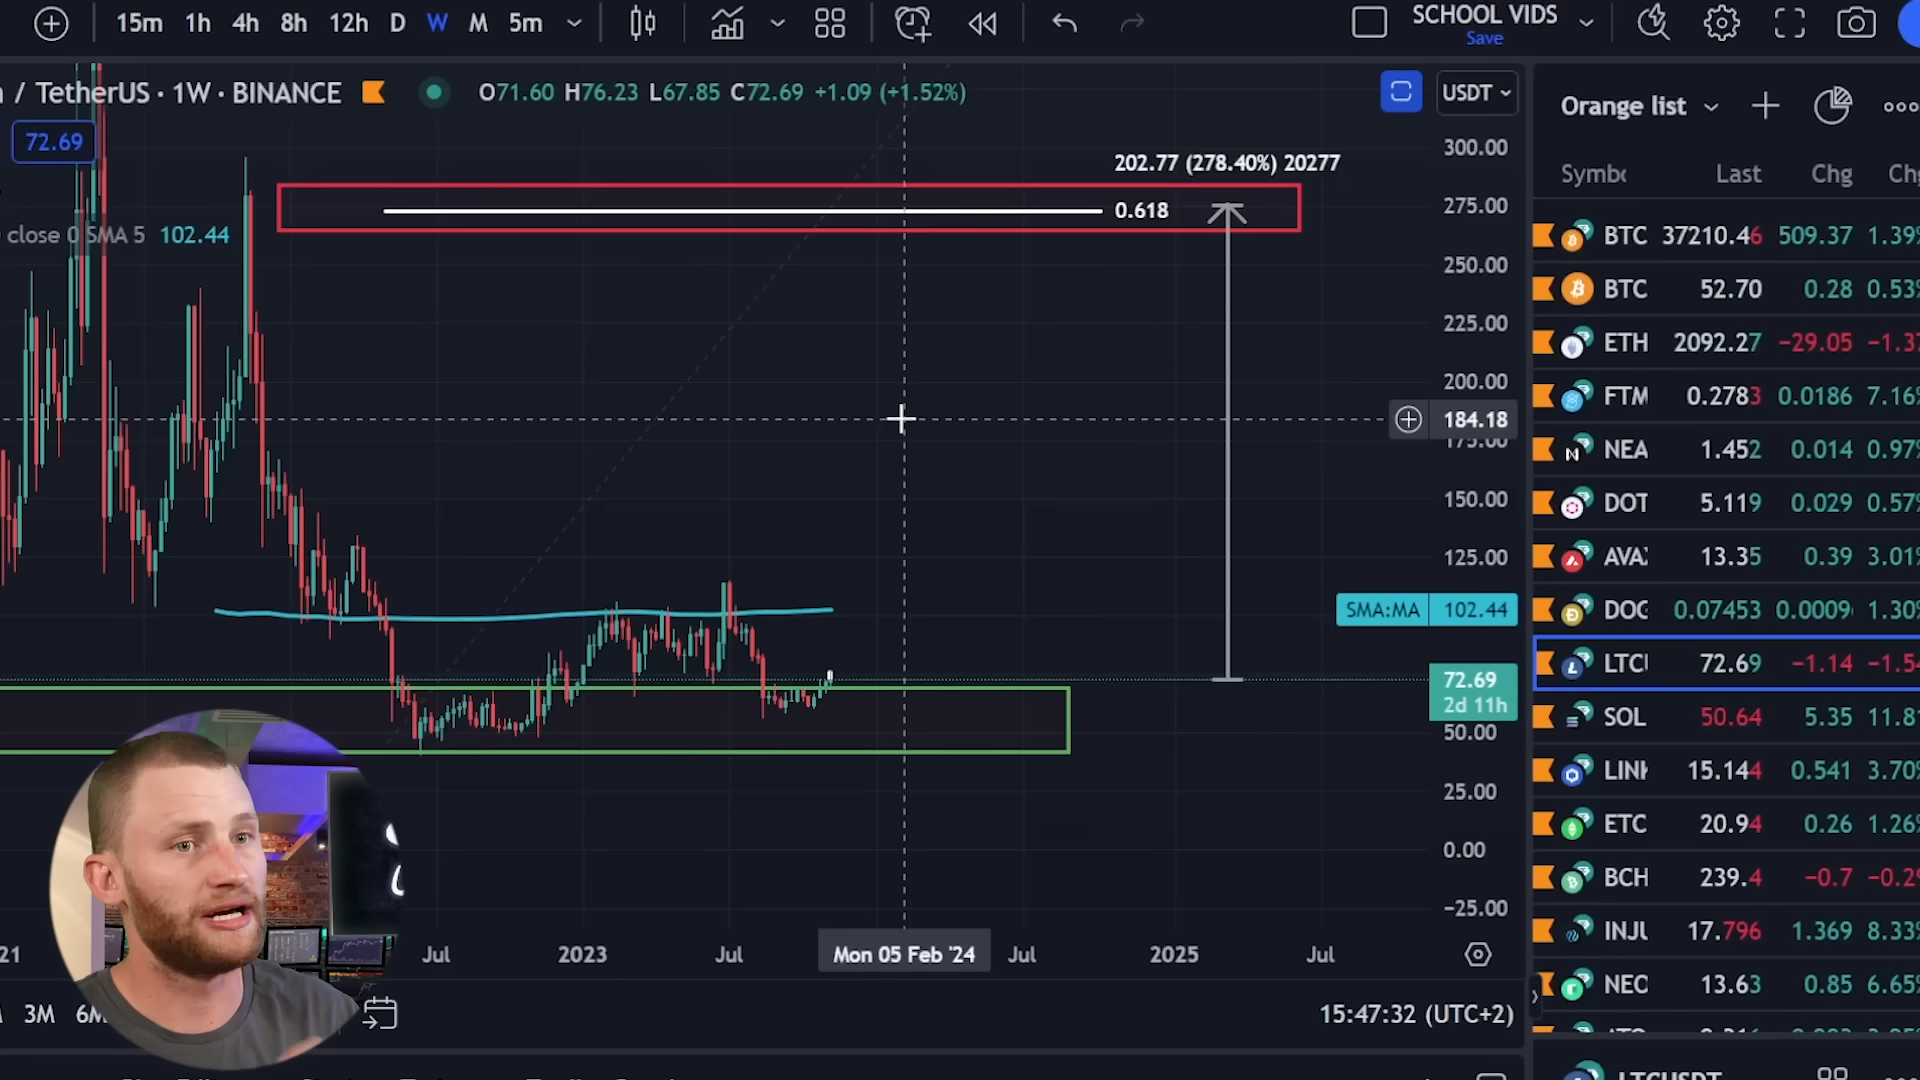 15m 1h 4h 8h 12h D W M 5m
SCHOOL VIDS
Save
/ TetherUS · 1W · BINANCE
O71.60 H76.23 L67.85 C72.69 +1.09 (+1.52%)
USDT
72.69
close 0 SMA 5 102.44
202.77 (278.40%) 20277
0.618
300.00
275.00
250.00
225.00
200.00
184.18
175.00
150.00
125.00
SMA:MA 102.44
72.69
2d 11h
50.00
25.00
0.00
−25.00
21 Jul 2023 Jul Mon 05 Feb '24 Jul 2025 Jul
3M 6M
15:47:32 (UTC+2)
Orange list
Last Chg
BTC 37210.46 509.37 1.39%
BTC 52.70 0.28 0.53%
ETH 2092.27 −29.05 −1.37
FTM 0.2783 0.0186 7.16%
NEA 1.452 0.014 0.97%
DOT 5.119 0.029 0.57%
AVA 13.35 0.39 3.01%
DOG 0.07453 0.0009 1.30%
LTC 72.69 −1.14 −1.54
SOL 50.64 5.35 11.81
LINK 15.144 0.541 3.70%
ETC 20.94 0.26 1.26%
BCH 239.4 −0.7 −0.2
INJU 17.796 1.369 8.33%
NEO 13.63 0.85 6.65%
LTCUSDT